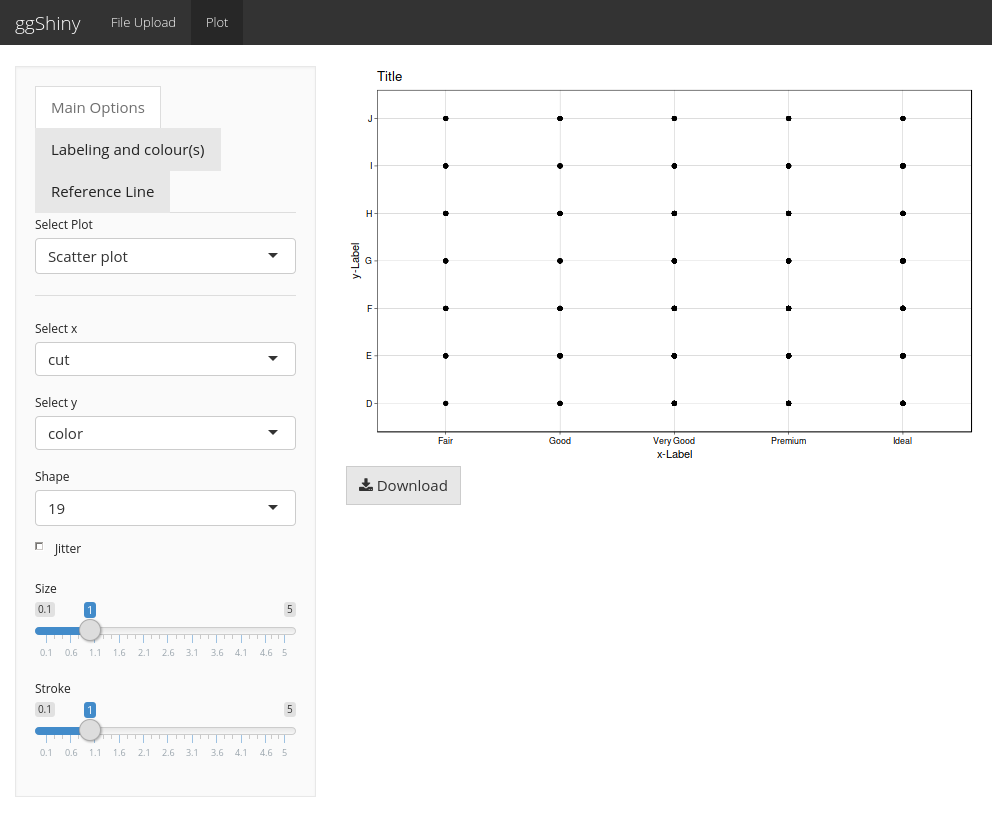 ggShiny File Upload Plot
Main Options
Labeling and colour(s)
Reference Line
Select Plot
Scatter plot
Select x
cut
Select y
color
Shape
19
Jitter
Size
0.1 1 5
0.1 0.6 1.1 1.6 2.1 2.6 3.1 3.6 4.1 4.6 5
Stroke
0.1 1 5
0.1 0.6 1.1 1.6 2.1 2.6 3.1 3.6 4.1 4.6 5
Title
y-Label
J
I
H
G
F
E
D
Fair Good Very Good Premium Ideal
x-Label
Download